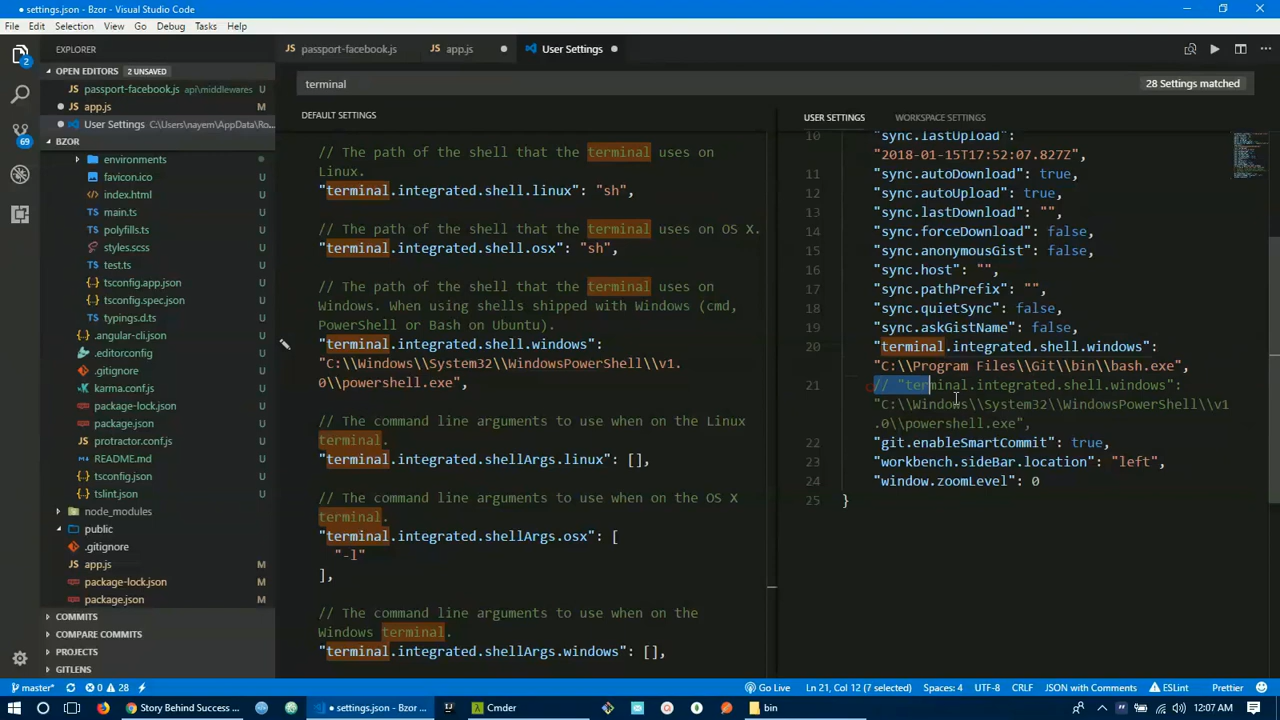 ● settings.json - Bzor - Visual Studio Code
File Edit Selection View Go Debug Tasks Help
EXPLORER
passport-facebook.js
app.js
User Settings
OPEN EDITORS 2 UNSAVED
passport-facebook.js api\middlewares U
app.js M
User Settings C:\Users\nayem\AppData\Ro...
BZOR
environments
favicon.ico U
index.html U
main.ts U
polyfills.ts U
styles.scss U
test.ts U
tsconfig.app.json U
tsconfig.spec.json U
typings.d.ts U
.angular-cli.json U
.editorconfig U
.gitignore U
karma.conf.js U
package-lock.json U
package.json U
protractor.conf.js U
README.md U
tsconfig.json U
tslint.json U
node_modules
public
.gitignore
app.js M
package-lock.json M
package.json M
COMMITS
COMPARE COMMITS
PROJECTS
GITLENS
2
69
terminal
28 Settings matched
DEFAULT SETTINGS
// The path of the shell that the terminal uses on
Linux.
"terminal.integrated.shell.linux": "sh",
// The path of the shell that the terminal uses on OS X.
"terminal.integrated.shell.osx": "sh",
// The path of the shell that the terminal uses on
Windows. When using shells shipped with Windows (cmd,
PowerShell or Bash on Ubuntu).
"terminal.integrated.shell.windows":
"C:\\Windows\\System32\\WindowsPowerShell\\v1.
0\\powershell.exe",
// The command line arguments to use when on the Linux
terminal.
"terminal.integrated.shellArgs.linux": [],
// The command line arguments to use when on the OS X
terminal.
"terminal.integrated.shellArgs.osx": [
"-l"
],
// The command line arguments to use when on the
Windows terminal.
"terminal.integrated.shellArgs.windows": [],
USER SETTINGS WORKSPACE SETTINGS
10 "sync.lastUpload":
"2018-01-15T17:52:07.827Z",
11 "sync.autoDownload": true,
12 "sync.autoUpload": true,
13 "sync.lastDownload": "",
14 "sync.forceDownload": false,
15 "sync.anonymousGist": false,
16 "sync.host": "",
17 "sync.pathPrefix": "",
18 "sync.quietSync": false,
19 "sync.askGistName": false,
20 "terminal.integrated.shell.windows":
"C:\\Program Files\\Git\\bin\\bash.exe",
21 // "terminal.integrated.shell.windows":
"C:\\Windows\\System32\\WindowsPowerShell\\v1
.0\\powershell.exe",
22 "git.enableSmartCommit": true,
23 "workbench.sideBar.location": "left",
24 "window.zoomLevel": 0
25 }
master* 0 28 Go Live Ln 21, Col 12 (7 selected) Spaces: 4 UTF-8 CRLF JSON with Comments ESLint Prettier
Story Behind Success ... ● settings.json - Bzor ... Cmder bin 12:07 AM